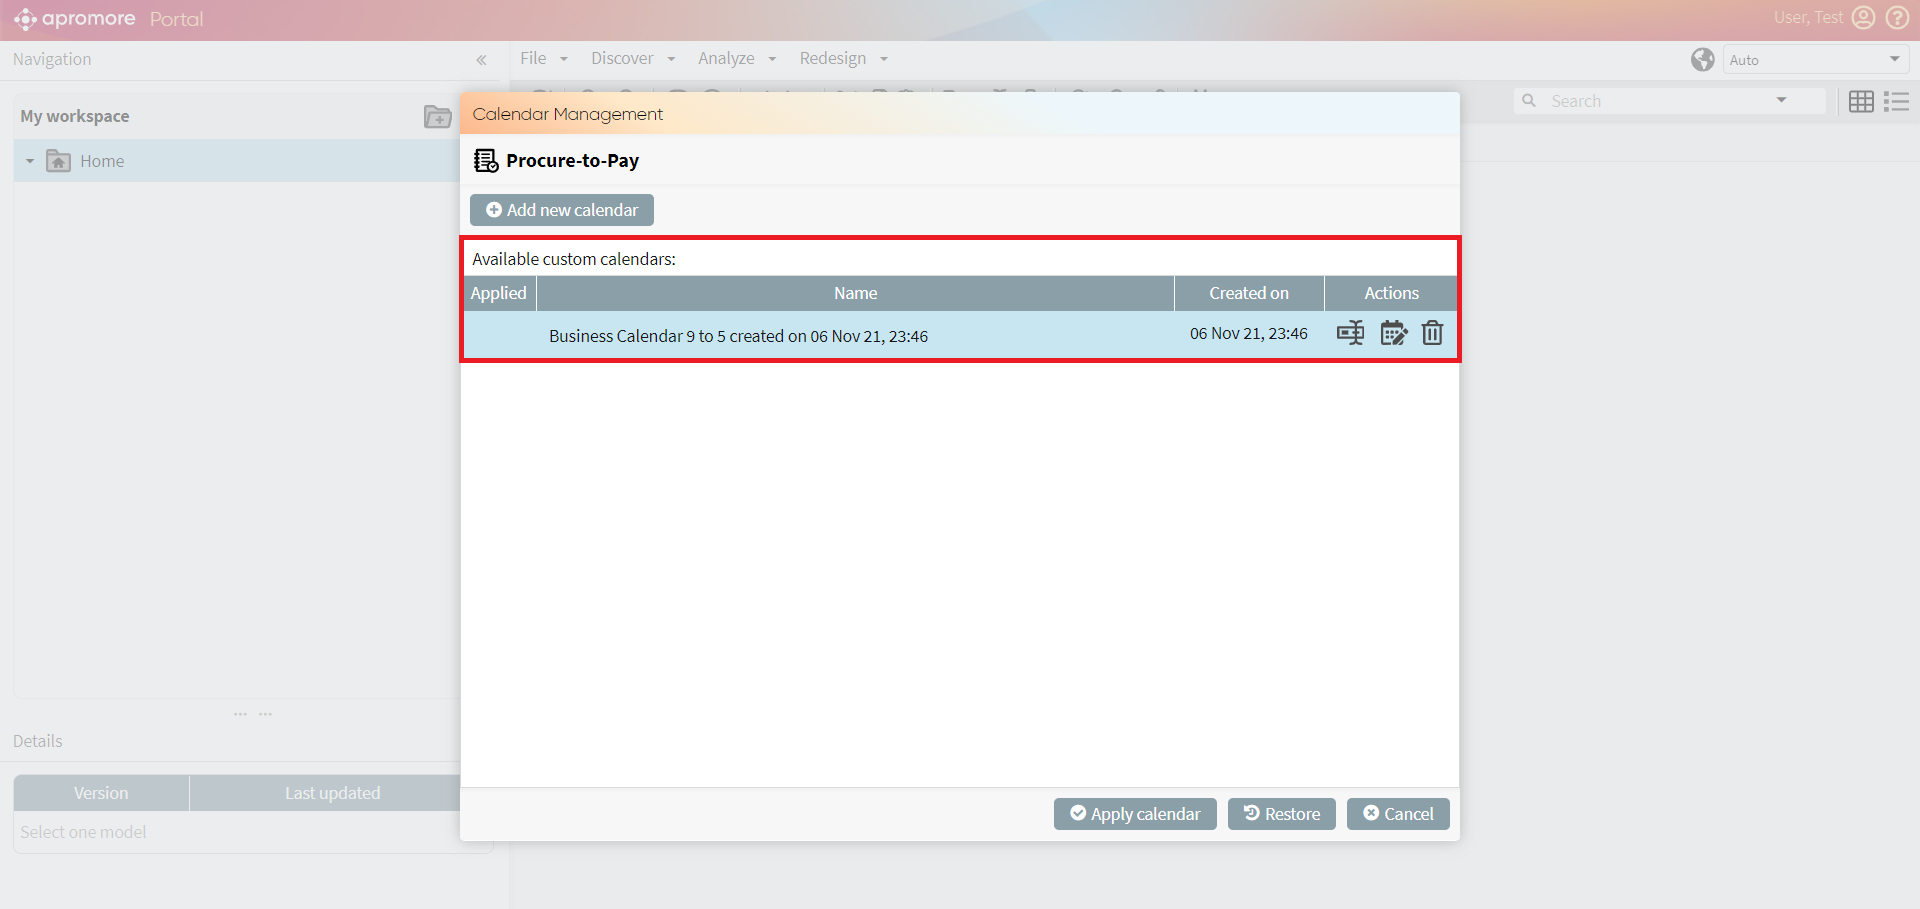 apromore Portal
User, Test
Navigation
File
Discover
Analyze
Redesign
Auto
Search
My workspace
Home
Calendar Management
Procure-to-Pay
Add new calendar
Available custom calendars:
Applied Name Created on Actions
Business Calendar 9 to 5 created on 06 Nov 21, 23:46 06 Nov 21, 23:46
Details
Version Last updated
Select one model
Apply calendar
Restore
Cancel